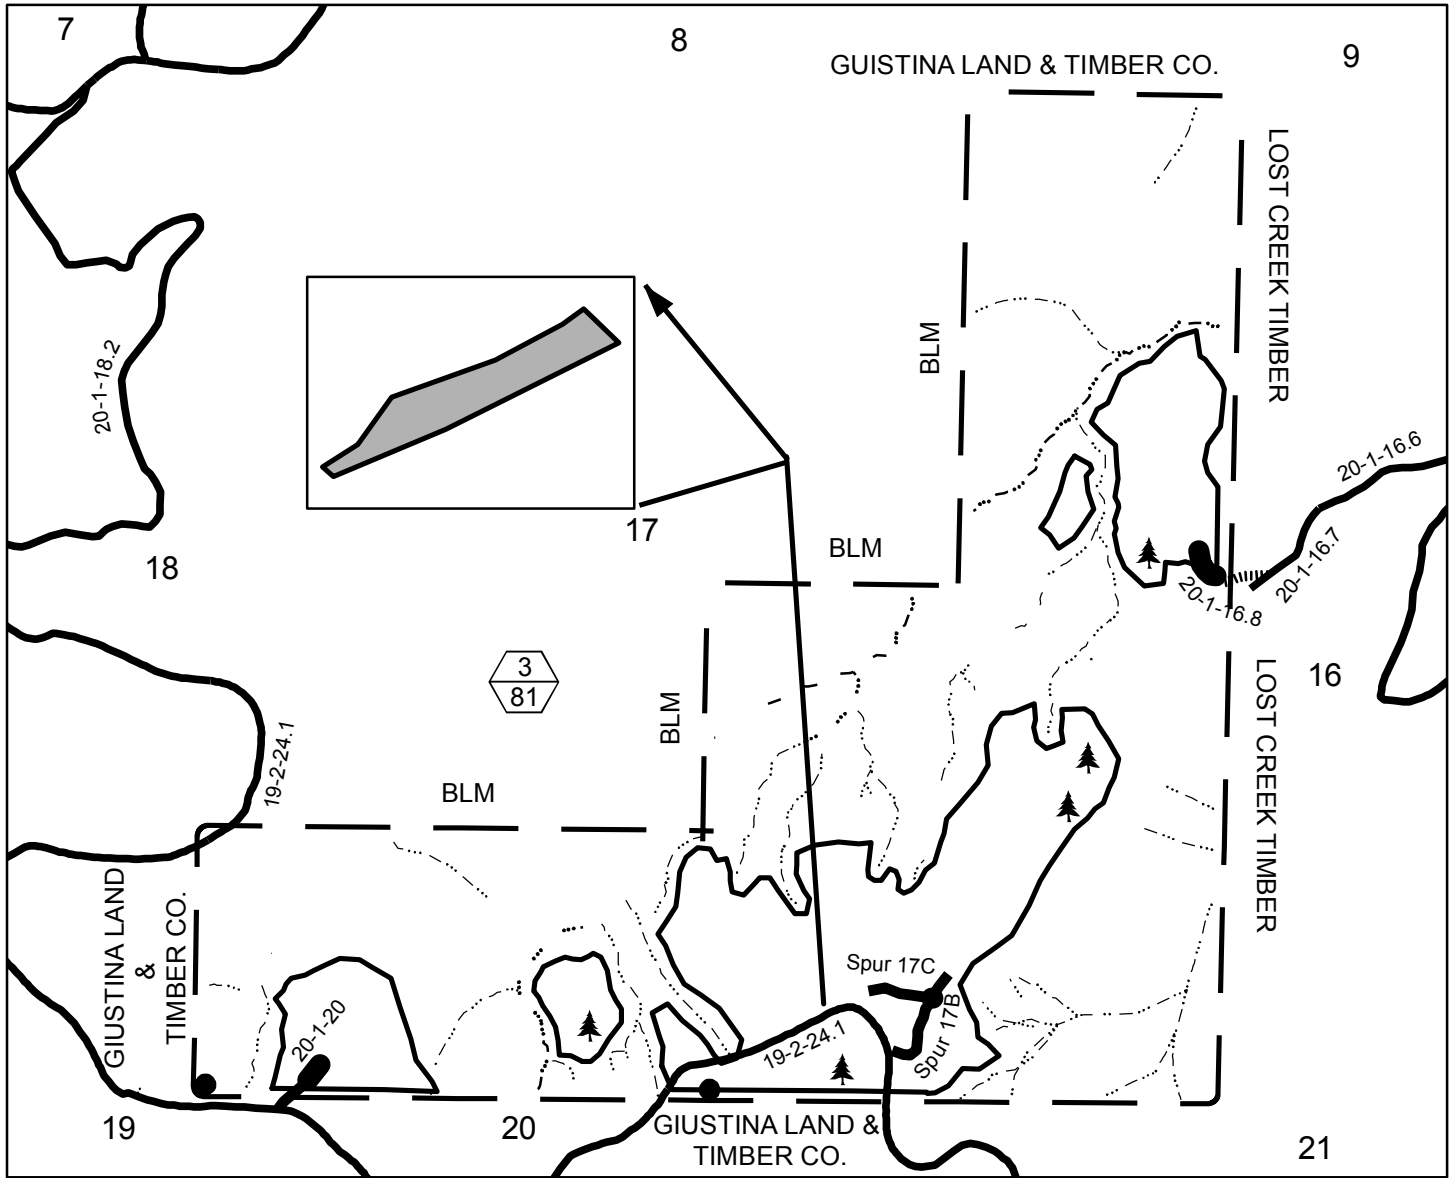 7
8
9
GUISTINA LAND & TIMBER CO.
LOST CREEK TIMBER
BLM
20-1-18.2
20-1-16.6
17
18
BLM
20-1-16.7
20-1-16.8
3
81
16
BLM
LOST CREEK TIMBER
19-2-24.1
BLM
GIUSTINA LAND
&
TIMBER CO.
Spur 17C
Spur 17B
20-1-20
19-2-24.1
19
20
GIUSTINA LAND &
TIMBER CO.
21